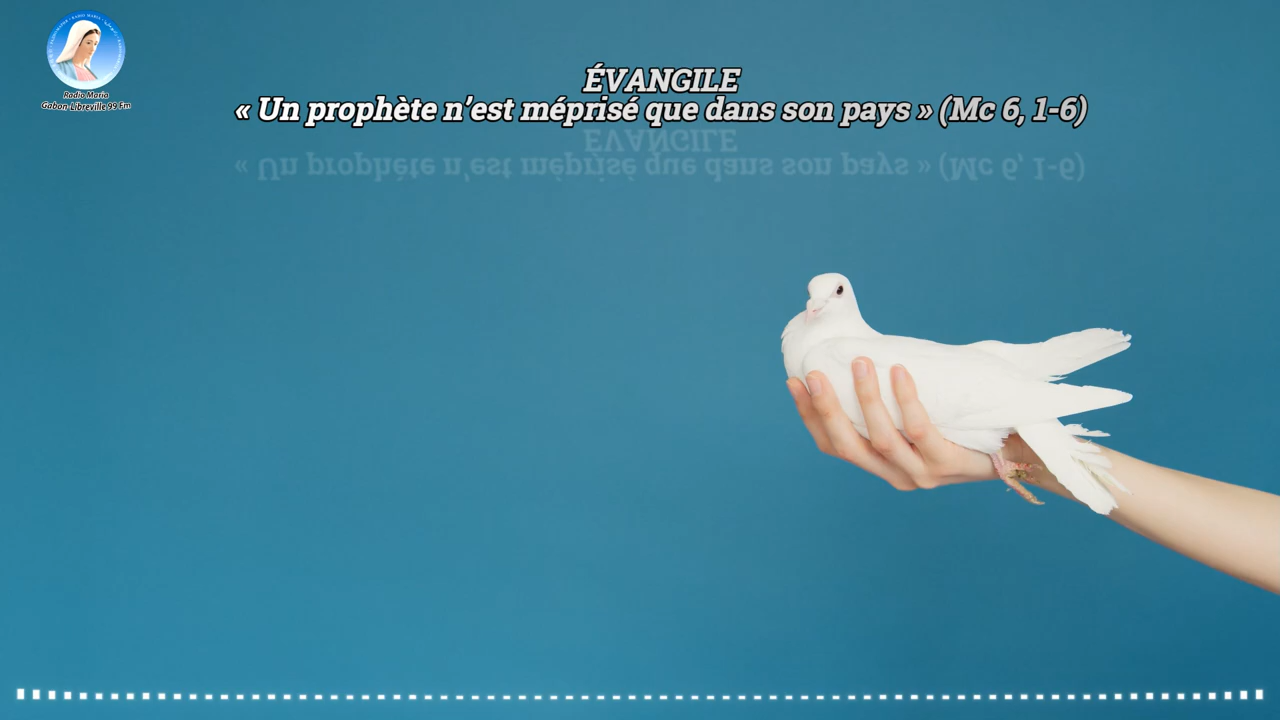 Radio Maria
Gabon-Libreville 99 Fm
ÉVANGILE
« Un prophète n’est méprisé que dans son pays » (Mc 6, 1-6)